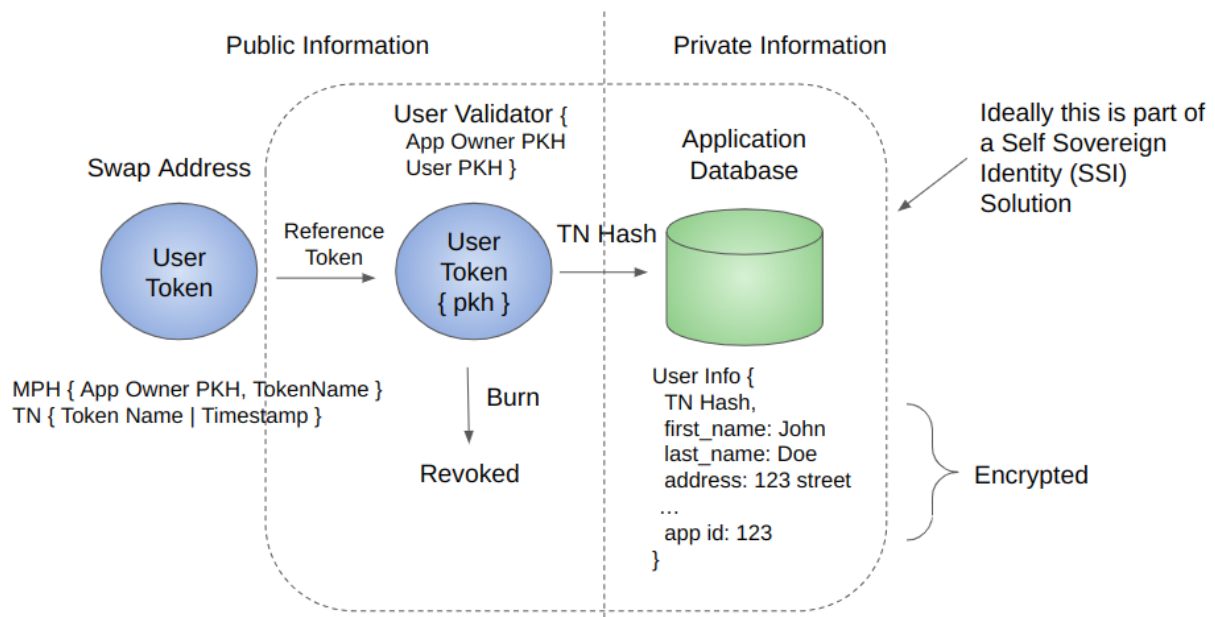 Public Information
Private Information
User Validator {
App Owner PKH
User PKH }
Swap Address
Application
Database
Ideally this is part of
a Self Sovereign
Identity (SSI)
Solution
User
Token
Reference
Token
User
Token
{ pkh }
TN Hash
MPH { App Owner PKH, TokenName }
TN { Token Name | Timestamp }
Burn
Revoked
User Info {
TN Hash,
first_name: John
last_name: Doe
address: 123 street
...
app id: 123
}
Encrypted